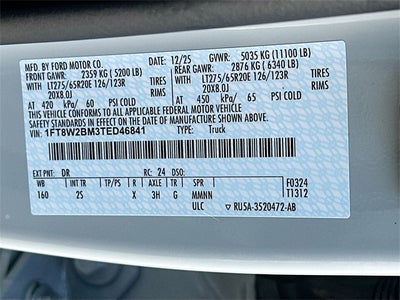 MFD. BY FORD MOTOR CO. 12/25 GVWR: 5035 KG (11100 LB)
FRONT GAWR: 2359 KG (5200 LB) REAR GAWR: 2876 KG (6340 LB)
WITH TIRES WITH TIRES
LT275/65R20E 126/123R LT275/65R20E 126/123R
20X8.0J RIMS 20X8.0J RIMS
AT 420 kPa/ 60 PSI COLD AT 450 kPa/ 65 PSI COLD
THIS VEHICLE CONFORMS TO ALL APPLICABLE FEDERAL MOTOR VEHICLE
SAFETY STANDARDS IN EFFECT ON THE DATE OF MANUFACTURE SHOWN ABOVE.
VIN: 1FT8W2BM3TED46841 TYPE: Truck
EXT PNT: DR RC: 24 DSO:
WB INT TR TP/PS R AXLE TR SPR F0324
160 2S X 3H G MMNN T1312
ULC RU5A-3520472-AB